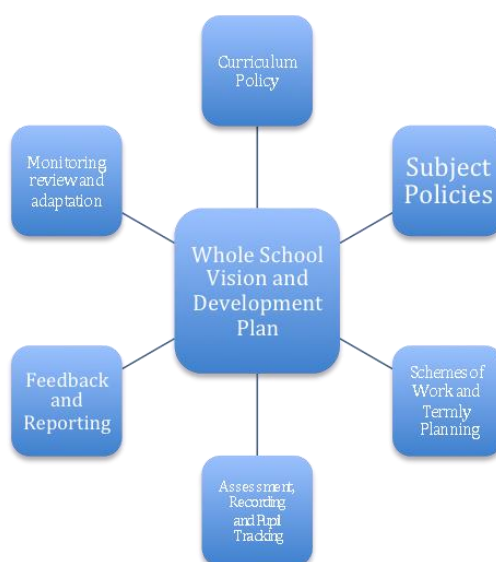 Curriculum
Policy
Subject
Policies
Schemes of
Work and
Termly
Planning
Assessment,
Recording
and Pupil
Tracking
Feedback
and
Reporting
Monitoring
review and
adaptation
Whole School
Vision and
Development
Plan